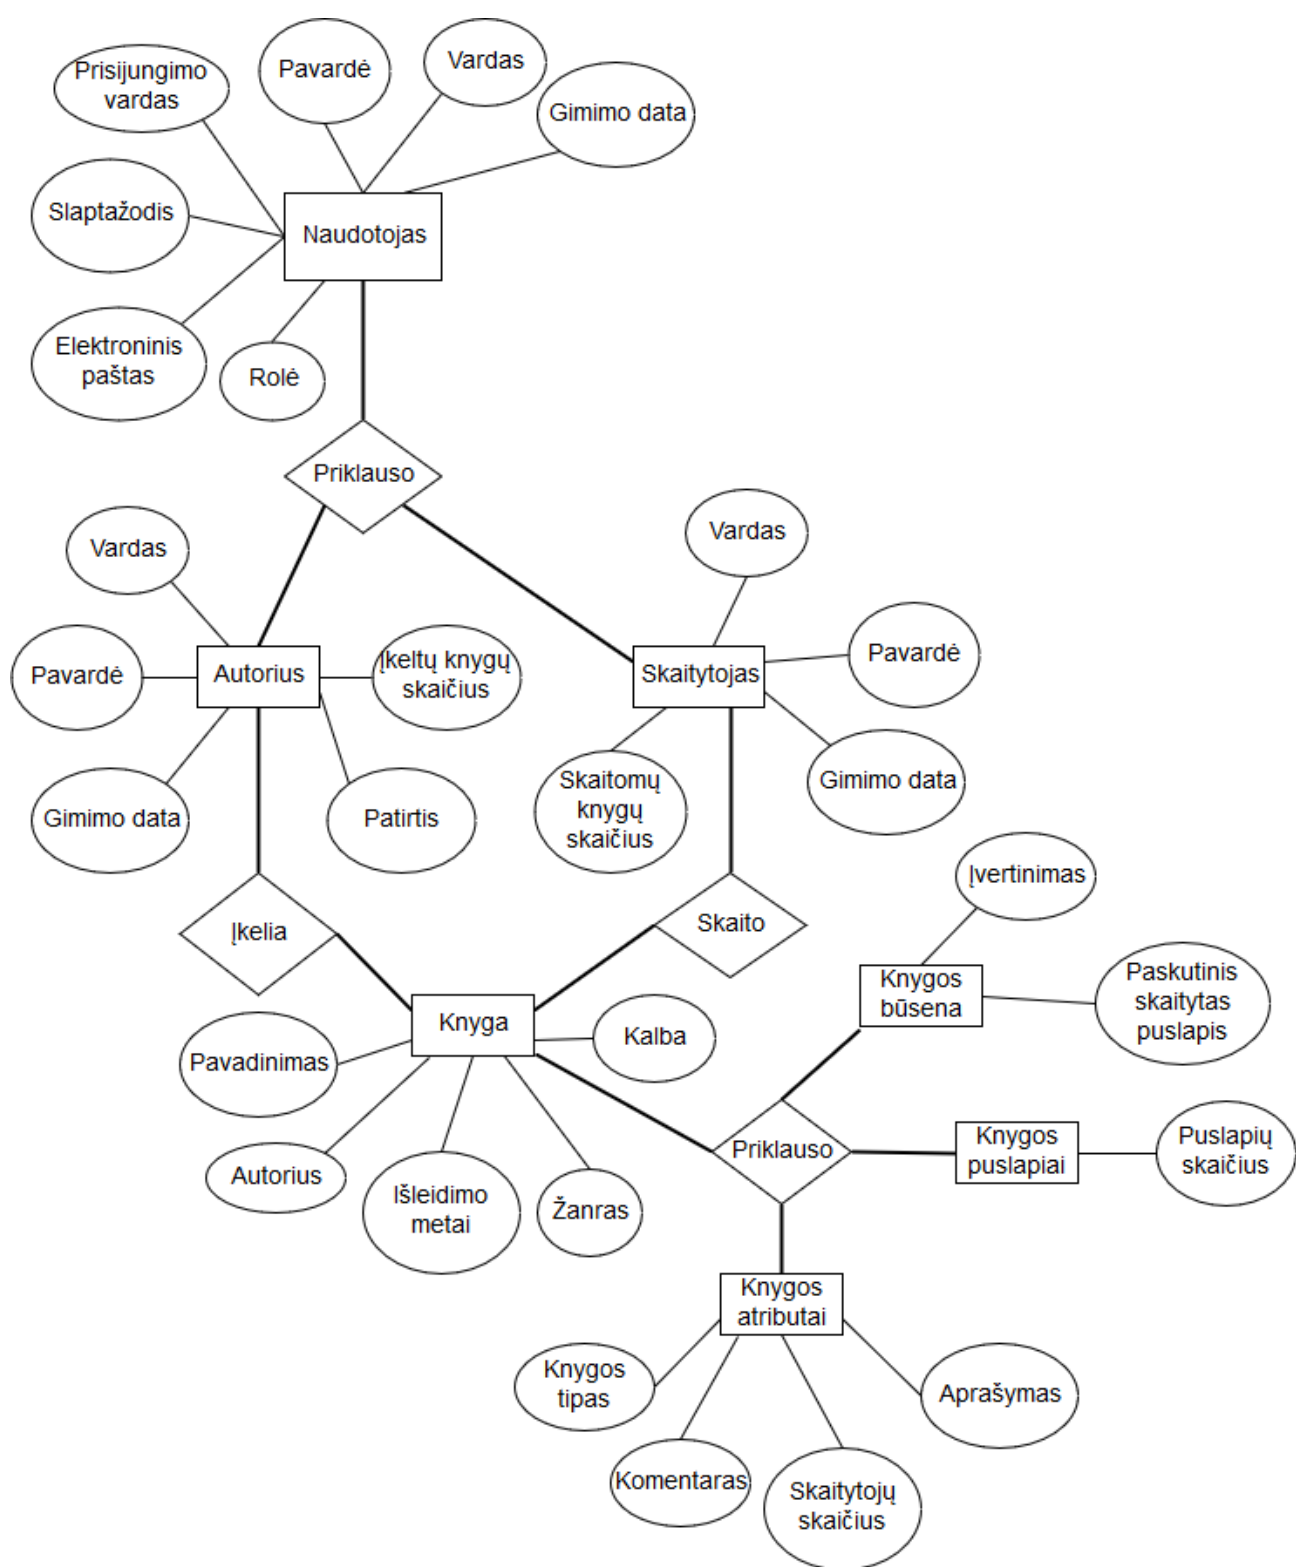 Prisijungimo
vardas
Pavardė
Vardas
Gimimo data
Slaptažodis
Naudotojas
Elektroninis
paštas
Rolė
Priklauso
Vardas
Vardas
Pavardė
Autorius
Įkeltų knygų
skaičius
Skaitytojas
Pavardė
Gimimo data
Patirtis
Skaitomų
knygų
skaičius
Gimimo data
Įkelia
Skaito
Įvertinimas
Knygos
būsena
Paskutinis
skaitytas
puslapis
Knyga
Kalba
Pavadinimas
Autorius
Išleidimo
metai
Žanras
Priklauso
Knygos
puslapiai
Puslapių
skaičius
Knygos
atributai
Knygos
tipas
Komentaras
Skaitytojų
skaičius
Aprašymas